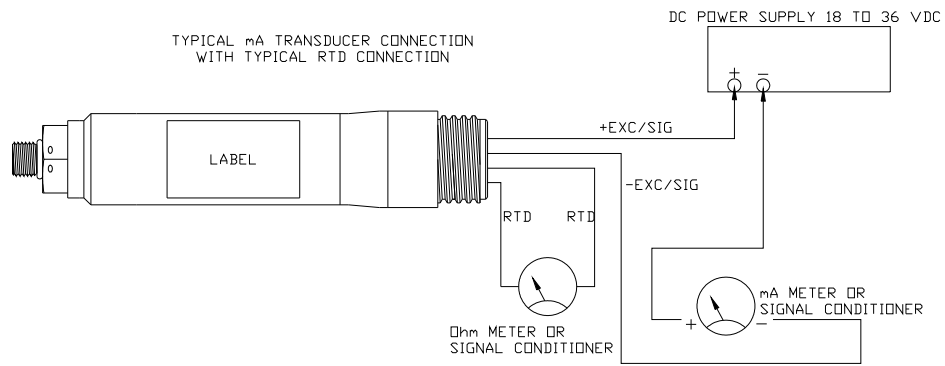 DC POWER SUPPLY 18 TO 36 VDC
TYPICAL mA TRANSDUCER CONNECTION
WITH TYPICAL RTD CONNECTION
+ -
+EXC/SIG
LABEL
-EXC/SIG
RTD RTD
mA METER OR
SIGNAL CONDITIONER
+ -
Ohm METER OR
SIGNAL CONDITIONER